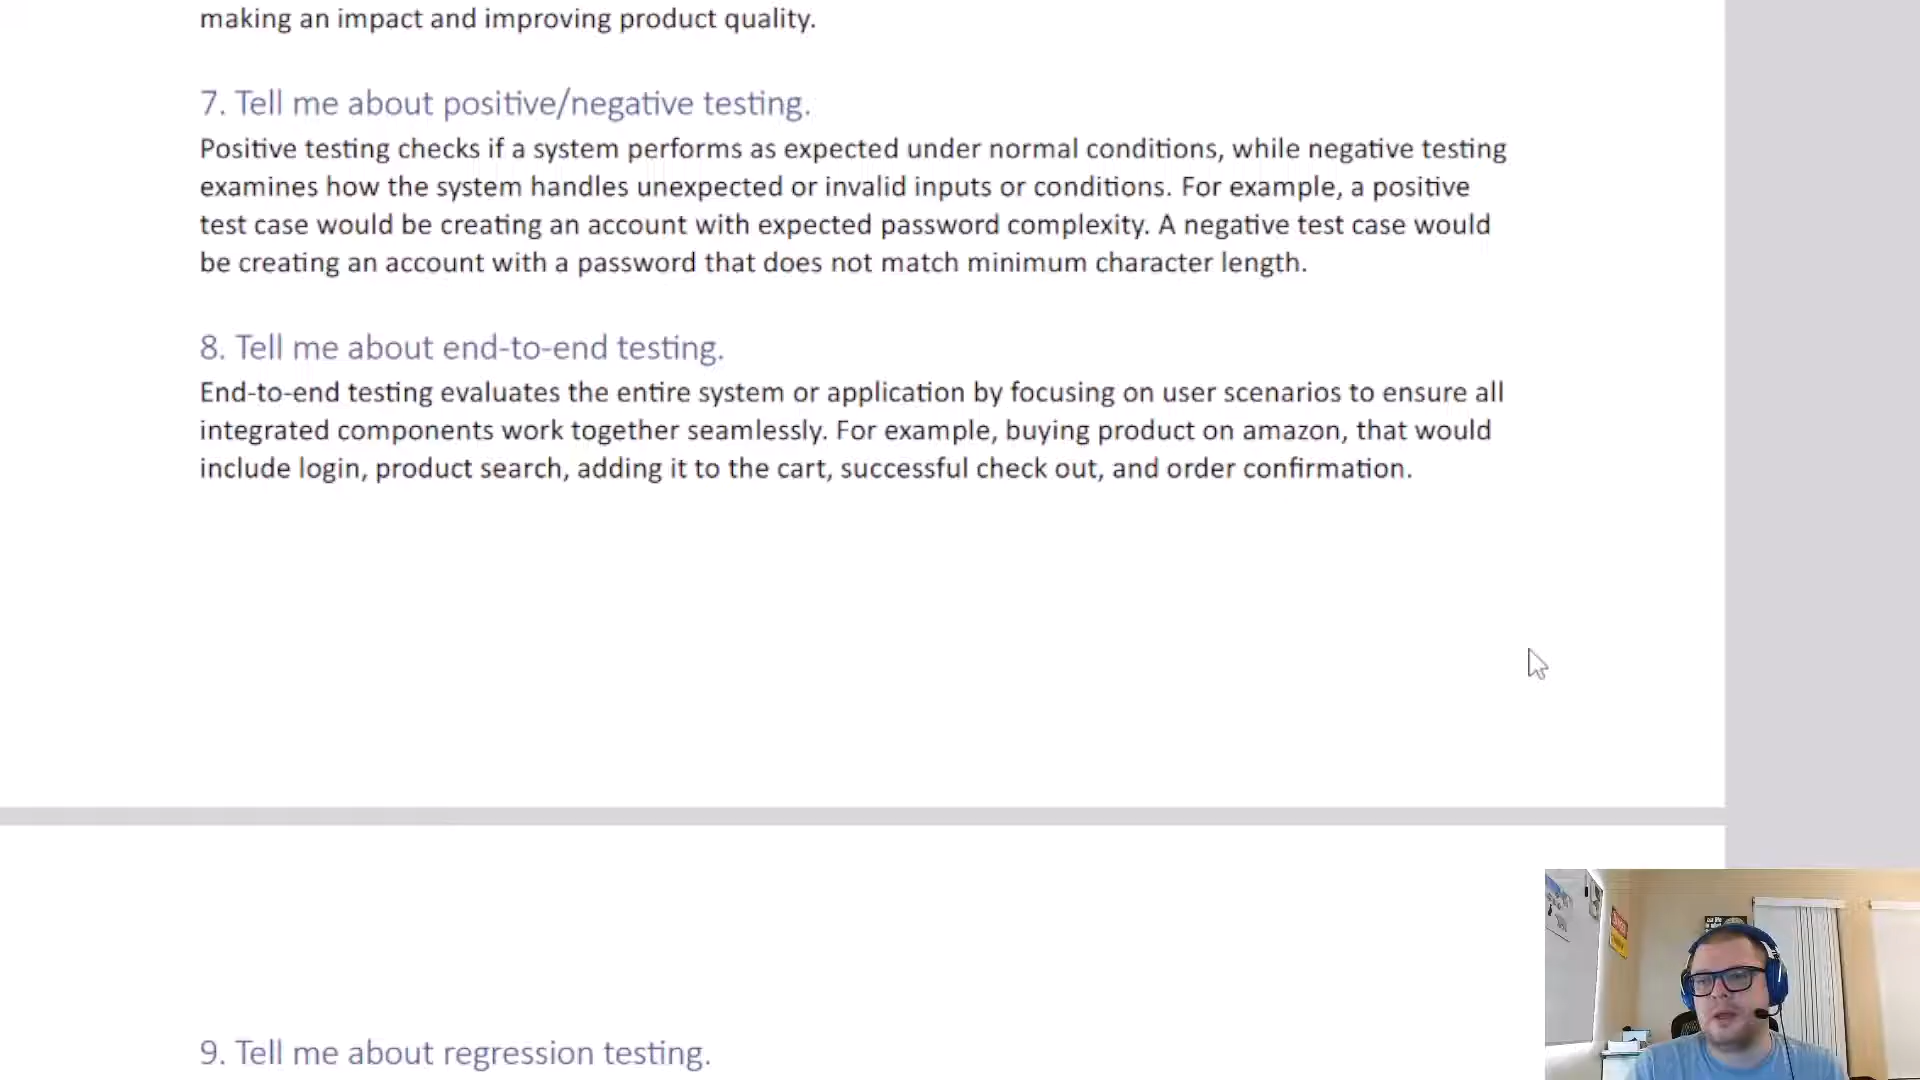 making an impact and improving product quality.
7. Tell me about positive/negative testing.
Positive testing checks if a system performs as expected under normal conditions, while negative testing
examines how the system handles unexpected or invalid inputs or conditions. For example, a positive
test case would be creating an account with expected password complexity. A negative test case would
be creating an account with a password that does not match minimum character length.
8. Tell me about end-to-end testing.
End-to-end testing evaluates the entire system or application by focusing on user scenarios to ensure all
integrated components work together seamlessly. For example, buying product on amazon, that would
include login, product search, adding it to the cart, successful check out, and order confirmation.
9. Tell me about regression testing.